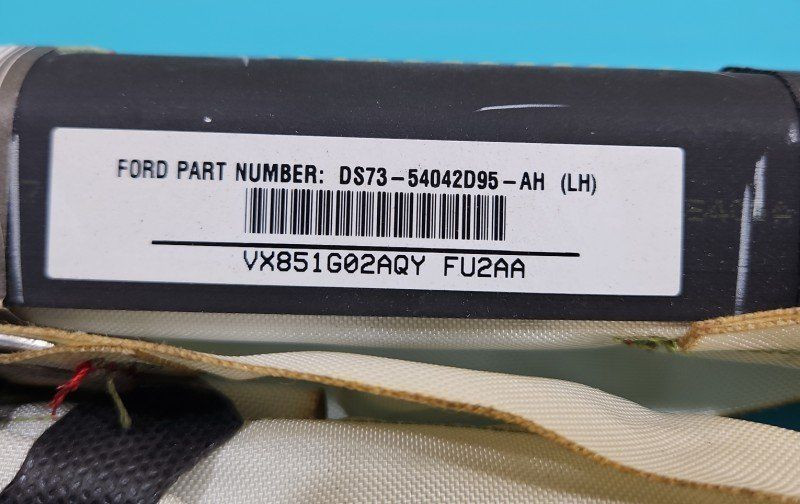 FORD PART NUMBER: DS73-54042D95-AH (LH)
VX851G02AQY FU2AA